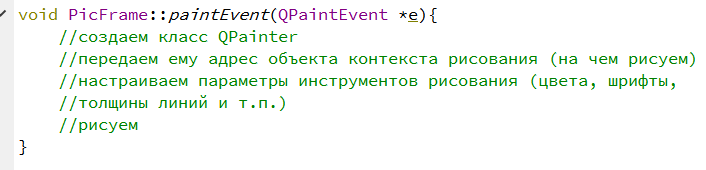 void PicFrame::paintEvent(QPaintEvent *e){
//создаем класс QPainter
//передаем ему адрес объекта контекста рисования (на чем рисуем)
//настраиваем параметры инструментов рисования (цвета, шрифты,
//толщины линий и т.п.)
//рисуем
}